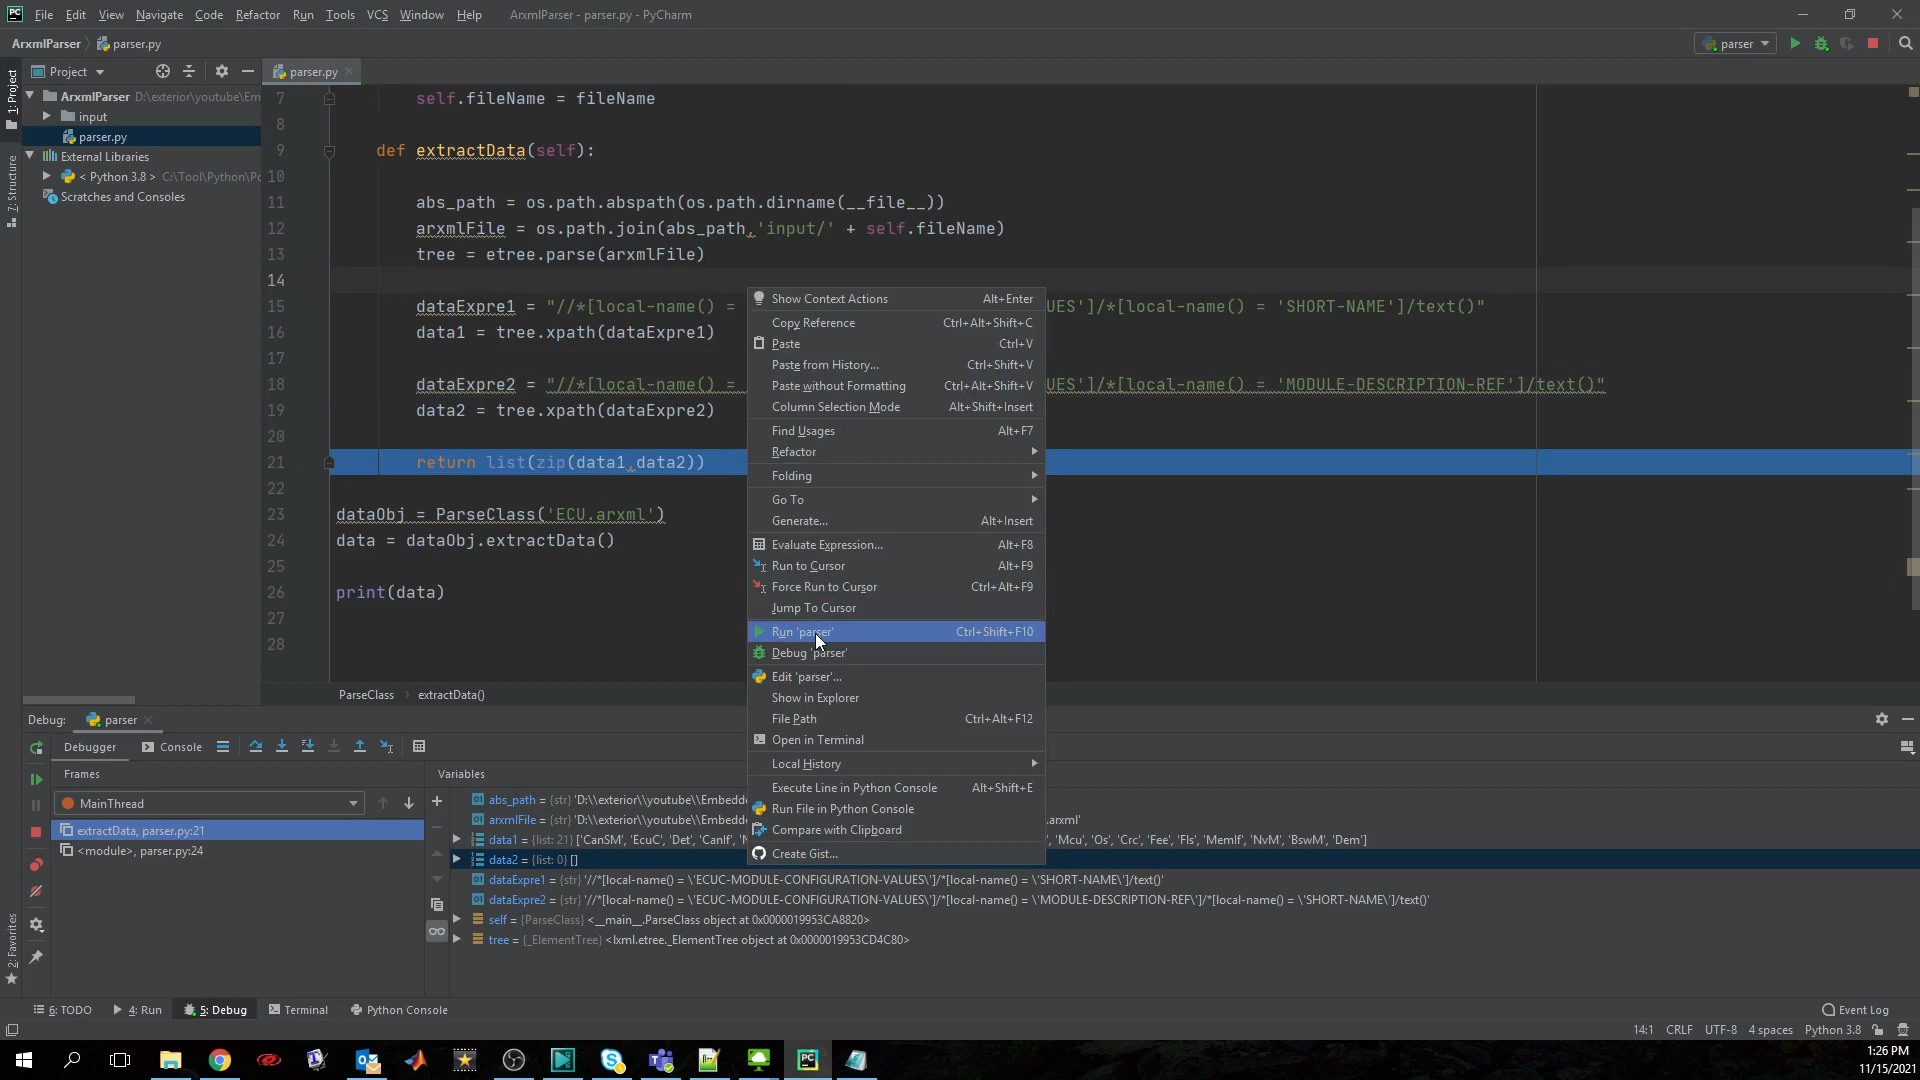 PC File Edit View Navigate Code Refactor Run Tools VCS Window Help ArxmlParser - parser.py - PyCharm
ArxmlParser parser.py parser
1: Project
7: Structure
2: Favorites
Project
ArxmlParser D:\exterior\youtube\Em
input
parser.py
External Libraries
< Python 3.8 > C:\Tool\Python\Pc
Scratches and Consoles
parser.py
7 self.fileName = fileName
8
9 def extractData(self):
10
11 abs_path = os.path.abspath(os.path.dirname(__file__))
12 arxmlFile = os.path.join(abs_path,'input/' + self.fileName)
13 tree = etree.parse(arxmlFile)
14
15 dataExpre1 = "//*[local-name() = UES']/*[local-name() = 'SHORT-NAME']/text()"
16 data1 = tree.xpath(dataExpre1)
17
18 dataExpre2 = "//*[local-name() = UES']/*[local-name() = 'MODULE-DESCRIPTION-REF']/text()"
19 data2 = tree.xpath(dataExpre2)
20
21 return list(zip(data1,data2))
22
23 dataObj = ParseClass('ECU.arxml')
24 data = dataObj.extractData()
25
26 print(data)
27
28
ParseClass extractData()
Show Context Actions Alt+Enter
Copy Reference Ctrl+Alt+Shift+C
Paste Ctrl+V
Paste from History... Ctrl+Shift+V
Paste without Formatting Ctrl+Alt+Shift+V
Column Selection Mode Alt+Shift+Insert
Find Usages Alt+F7
Refactor
Folding
Go To
Generate... Alt+Insert
Evaluate Expression... Alt+F8
Run to Cursor Alt+F9
Force Run to Cursor Ctrl+Alt+F9
Jump To Cursor
Run 'parser' Ctrl+Shift+F10
Debug 'parser'
Edit 'parser'...
Show in Explorer
File Path Ctrl+Alt+F12
Open in Terminal
Local History
Execute Line in Python Console Alt+Shift+E
Run File in Python Console
Compare with Clipboard
Create Gist...
Debug: parser
Debugger Console
Frames
MainThread
extractData, parser.py:21
<module>, parser.py:24
Variables
abs_path = {str} 'D:\\exterior\\youtube\\Embedde
arxmlFile = {str} 'D:\\exterior\\youtube\\Embedde .arxml'
data1 = {list: 21} ['CanSM', 'EcuC', 'Det', 'CanIf', 'N ', 'Mcu', 'Os', 'Crc', 'Fee', 'Fls', 'MemIf', 'NvM', 'BswM', 'Dem']
data2 = {list: 0} []
dataExpre1 = {str} '//*[local-name() = \'ECUC-MODULE-CONFIGURATION-VALUES\']/*[local-name() = \'SHORT-NAME\']/text()'
dataExpre2 = {str} '//*[local-name() = \'ECUC-MODULE-CONFIGURATION-VALUES\']/*[local-name() = \'MODULE-DESCRIPTION-REF\']/*[local-name() = \'SHORT-NAME\']/text()'
self = {ParseClass} <__main__.ParseClass object at 0x0000019953CA8820>
tree = {_ElementTree} <lxml.etree._ElementTree object at 0x0000019953CD4C80>
6: TODO 4: Run 5: Debug Terminal Python Console Event Log
14:1 CRLF UTF-8 4 spaces Python 3.8
1:26 PM
11/15/2021